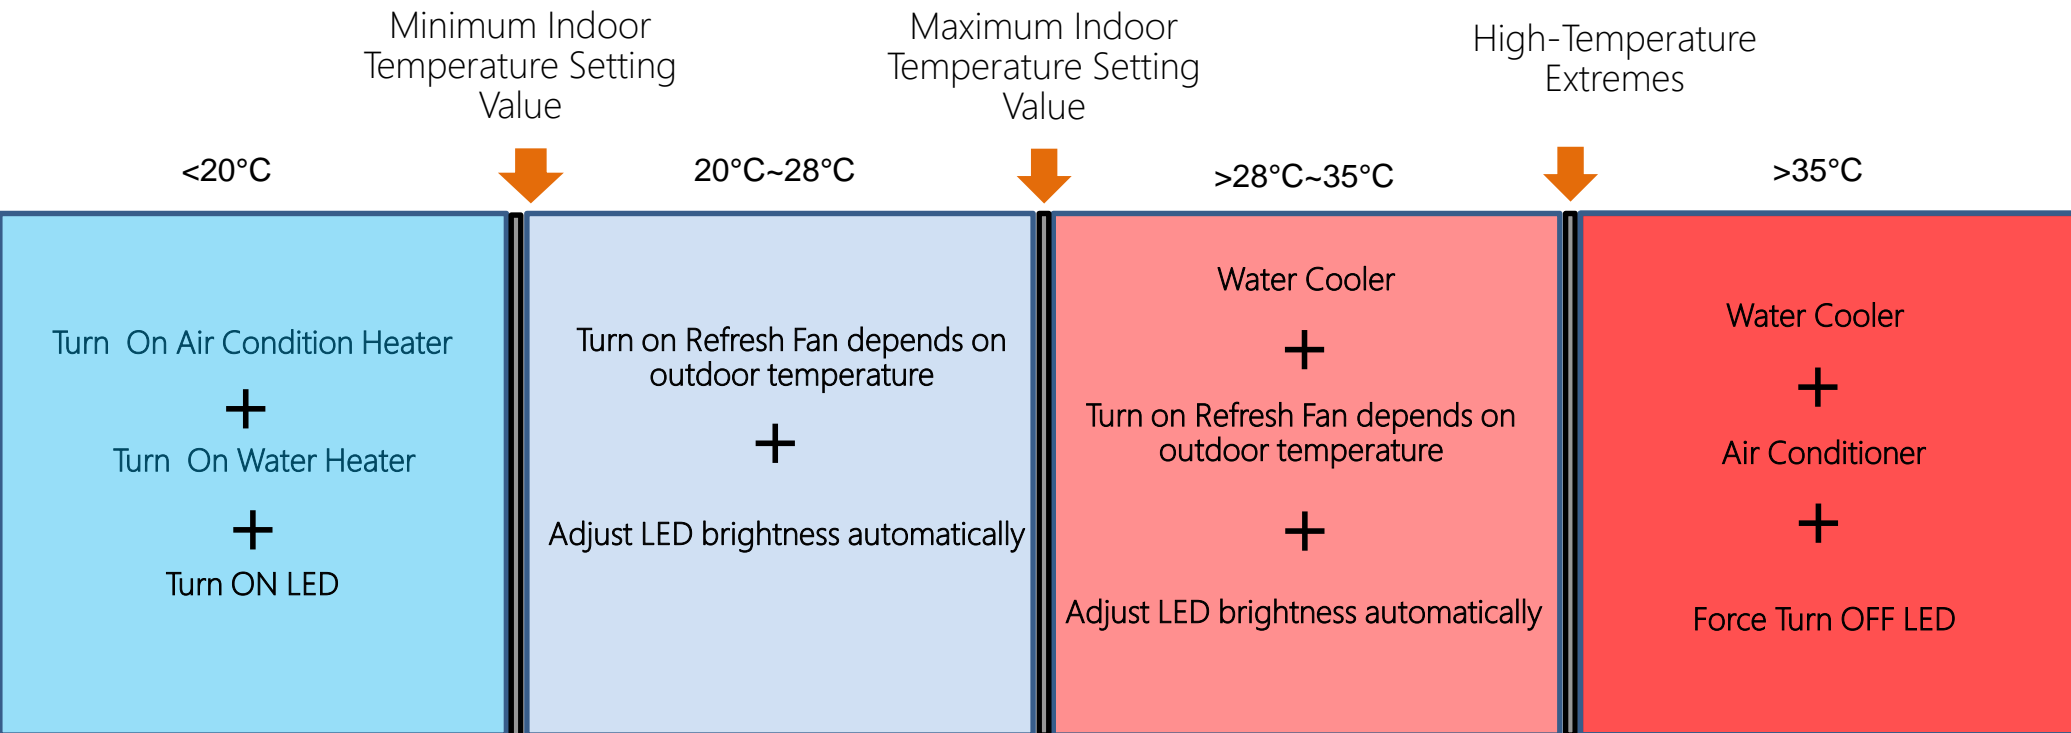 Minimum Indoor
Temperature Setting
Value
Maximum Indoor
Temperature Setting
Value
High-Temperature
Extremes
<20°C
20°C~28°C
>28°C~35°C
>35°C
Turn On Air Condition Heater
+
Turn On Water Heater
+
Turn ON LED
Turn on Refresh Fan depends on
outdoor temperature
+
Adjust LED brightness automatically
Water Cooler
+
Turn on Refresh Fan depends on
outdoor temperature
+
Adjust LED brightness automatically
Water Cooler
+
Air Conditioner
+
Force Turn OFF LED